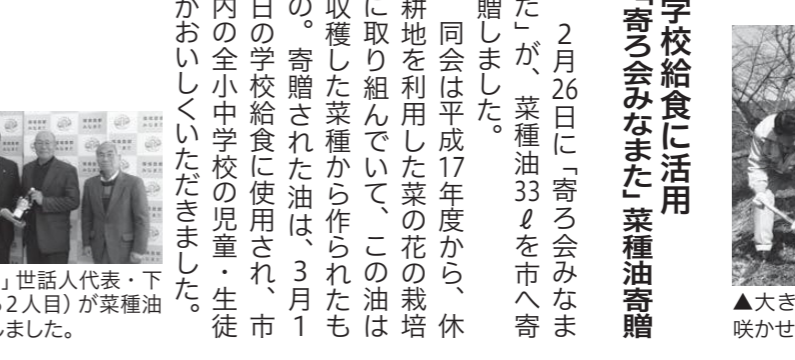 学校給食に活用
「寄ろ会みなまた」菜種油寄贈
2月26日に「寄ろ会みなま
た」が、菜種油33ℓを市へ寄
贈しました。
同会は平成17年度から、休
耕地を利用した菜の花の栽培
に取り組んでいて、この油は
収穫した菜種から作られたも
の。寄贈された油は、3月1
日の学校給食に使用され、市
内の全小中学校の児童・生徒
がおいしくいただきました。
」世話人代表・下
ら2人目）が菜種油
しました。
▲大き
咲かせ